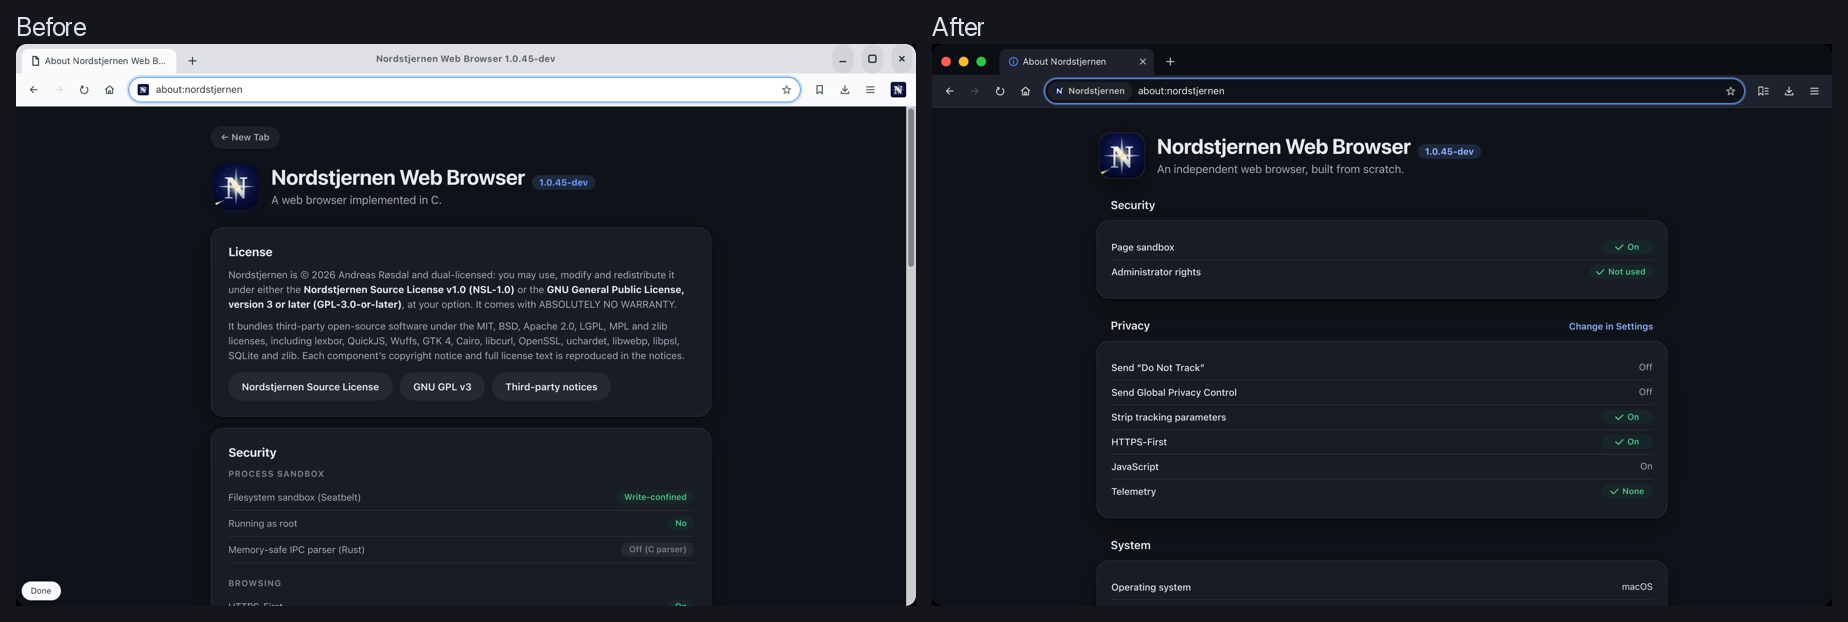 Before
About Nordstjernen Web B...
Nordstjernen Web Browser 1.0.45-dev
about:nordstjernen
← New Tab
N
Nordstjernen Web Browser 1.0.45-dev
A web browser implemented in C.
License
Nordstjernen is © 2026 Andreas Røsdal and dual-licensed: you may use, modify and redistribute it
under either the Nordstjernen Source License v1.0 (NSL-1.0) or the GNU General Public License,
version 3 or later (GPL-3.0-or-later), at your option. It comes with ABSOLUTELY NO WARRANTY.
It bundles third-party open-source software under the MIT, BSD, Apache 2.0, LGPL, MPL and zlib
licenses, including lexbor, QuickJS, Wuffs, GTK 4, Cairo, libcurl, OpenSSL, uchardet, libwebp, libpsl,
SQLite and zlib. Each component's copyright notice and full license text is reproduced in the notices.
Nordstjernen Source License GNU GPL v3 Third-party notices
Security
PROCESS SANDBOX
Filesystem sandbox (Seatbelt) Write-confined
Running as root No
Memory-safe IPC parser (Rust) Off (C parser)
BROWSING
HTTPS-First On
Done
After
About Nordstjernen
N Nordstjernen about:nordstjernen
N
Nordstjernen Web Browser 1.0.45-dev
An independent web browser, built from scratch.
Security
Page sandbox ✓ On
Administrator rights ✓ Not used
Privacy Change in Settings
Send “Do Not Track” Off
Send Global Privacy Control Off
Strip tracking parameters ✓ On
HTTPS-First ✓ On
JavaScript On
Telemetry ✓ None
System
Operating system macOS